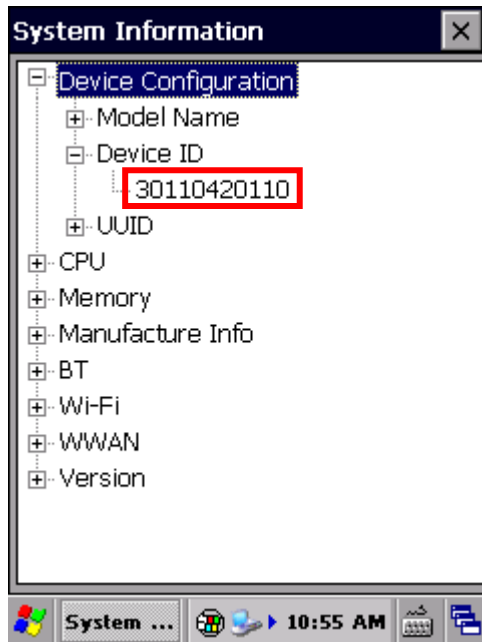 System Information
Device Configuration
Model Name
Device ID
30110420110
UUID
CPU
Memory
Manufacture Info
BT
Wi-Fi
WWAN
Version
System ... 10:55 AM